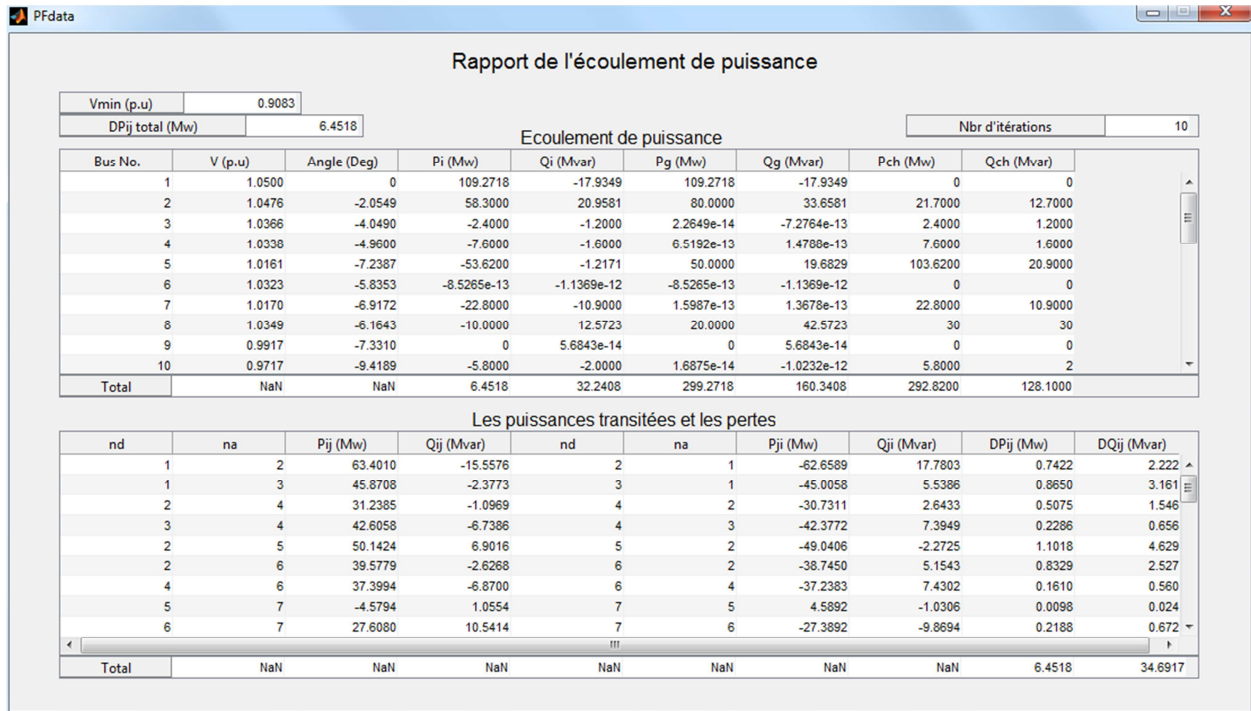 PFdata
Rapport de l'écoulement de puissance
Vmin (p.u) 0.9083
DPij total (Mw) 6.4518
Nbr d'itérations 10
Ecoulement de puissance
Bus No. V (p.u) Angle (Deg) Pi (Mw) Qi (Mvar) Pg (Mw) Qg (Mvar) Pch (Mw) Qch (Mvar)
1 1.0500 0 109.2718 -17.9349 109.2718 -17.9349 0 0
2 1.0476 -2.0549 58.3000 20.9581 80.0000 33.6581 21.7000 12.7000
3 1.0366 -4.0490 -2.4000 -1.2000 2.2649e-14 -7.2764e-13 2.4000 1.2000
4 1.0338 -4.9600 -7.6000 -1.6000 6.5192e-13 1.4788e-13 7.6000 1.6000
5 1.0161 -7.2387 -53.6200 -1.2171 50.0000 19.6829 103.6200 20.9000
6 1.0323 -5.8353 -8.5265e-13 -1.1369e-12 -8.5265e-13 -1.1369e-12 0 0
7 1.0170 -6.9172 -22.8000 -10.9000 1.5987e-13 1.3678e-13 22.8000 10.9000
8 1.0349 -6.1643 -10.0000 12.5723 20.0000 42.5723 30 30
9 0.9917 -7.3310 0 5.6843e-14 0 5.6843e-14 0 0
10 0.9717 -9.4189 -5.8000 -2.0000 1.6875e-14 -1.0232e-12 5.8000 2
Total NaN NaN 6.4518 32.2408 299.2718 160.3408 292.8200 128.1000
Les puissances transitées et les pertes
nd na Pij (Mw) Qij (Mvar) nd na Pji (Mw) Qji (Mvar) DPij (Mw) DQij (Mvar)
1 2 63.4010 -15.5576 2 1 -62.6589 17.7803 0.7422 2.222
1 3 45.8708 -2.3773 3 1 -45.0058 5.5386 0.8650 3.161
2 4 31.2385 -1.0969 4 2 -30.7311 2.6433 0.5075 1.546
3 4 42.6058 -6.7386 4 3 -42.3772 7.3949 0.2286 0.656
2 5 50.1424 6.9016 5 2 -49.0406 -2.2725 1.1018 4.629
2 6 39.5779 -2.6268 6 2 -38.7450 5.1543 0.8329 2.527
4 6 37.3994 -6.8700 6 4 -37.2383 7.4302 0.1610 0.560
5 7 -4.5794 1.0554 7 5 4.5892 -1.0306 0.0098 0.024
6 7 27.6080 10.5414 7 6 -27.3892 -9.8694 0.2188 0.672
Total NaN NaN NaN NaN NaN NaN NaN 6.4518 34.6917